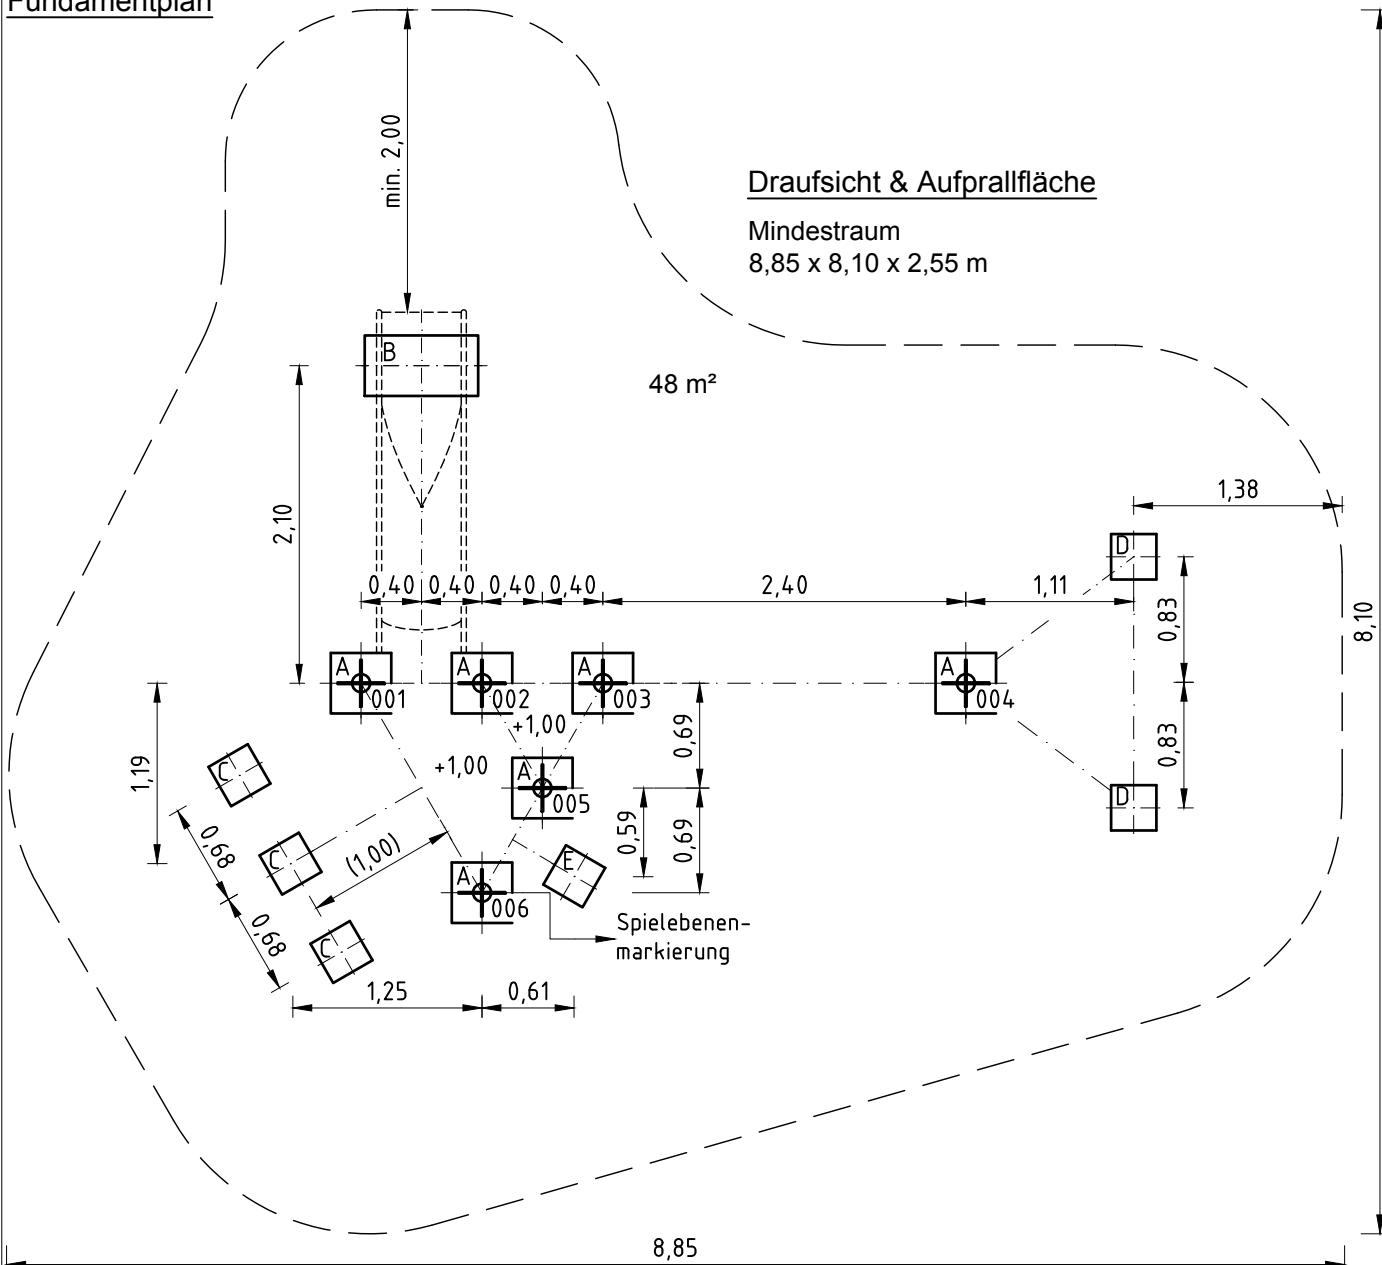 Fundamentplan
min. 2,00
Draufsicht & Aufprallfläche
Mindestraum
8,85 x 8,10 x 2,55 m
B
48 m²
1,38
2,10
D
0,40
0,40
0,40
0,40
2,40
1,11
0,83
8,10
A
001
A
002
A
003
A
004
+1,00
0,69
0,83
1,19
+1,00
C
A
005
D
0,68
C
(1,00)
0,59
0,69
E
A
006
0,68
C
Spielebenen-
markierung
1,25
0,61
8,85